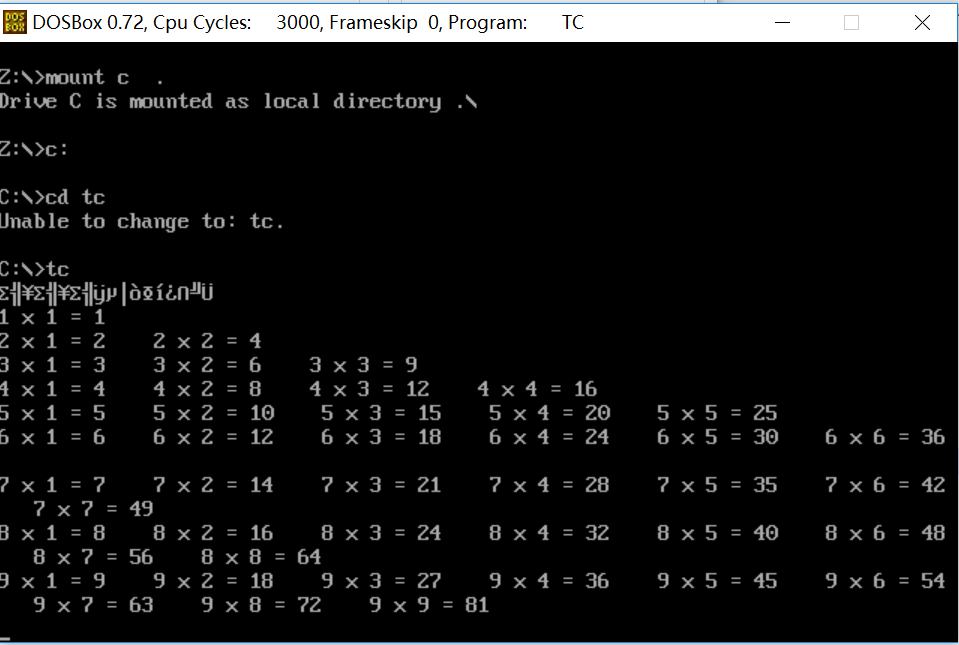 DOSBox 0.72, Cpu Cycles: 3000, Frameskip 0, Program: TC
Z:\>mount c .
Drive C is mounted as local directory .\
Z:\>c:
C:\>cd tc
Unable to change to: tc.
C:\>tc
Σ╣¥Σ╣¥Σ╣ÿµ│òΦí¿∩╝Ü
1 x 1 = 1
2 x 1 = 2 2 x 2 = 4
3 x 1 = 3 3 x 2 = 6 3 x 3 = 9
4 x 1 = 4 4 x 2 = 8 4 x 3 = 12 4 x 4 = 16
5 x 1 = 5 5 x 2 = 10 5 x 3 = 15 5 x 4 = 20 5 x 5 = 25
6 x 1 = 6 6 x 2 = 12 6 x 3 = 18 6 x 4 = 24 6 x 5 = 30 6 x 6 = 36
7 x 1 = 7 7 x 2 = 14 7 x 3 = 21 7 x 4 = 28 7 x 5 = 35 7 x 6 = 42
7 x 7 = 49
8 x 1 = 8 8 x 2 = 16 8 x 3 = 24 8 x 4 = 32 8 x 5 = 40 8 x 6 = 48
8 x 7 = 56 8 x 8 = 64
9 x 1 = 9 9 x 2 = 18 9 x 3 = 27 9 x 4 = 36 9 x 5 = 45 9 x 6 = 54
9 x 7 = 63 9 x 8 = 72 9 x 9 = 81